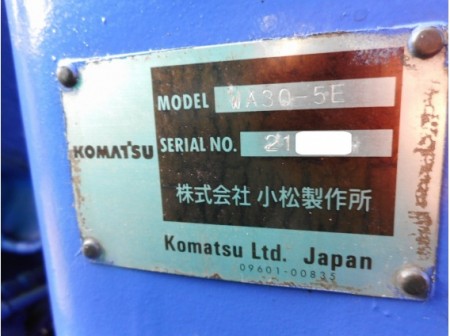 MODEL WA30-5E
KOMATSU
SERIAL NO. 21
株式会社 小松製作所
Komatsu Ltd. Japan
09601-00835